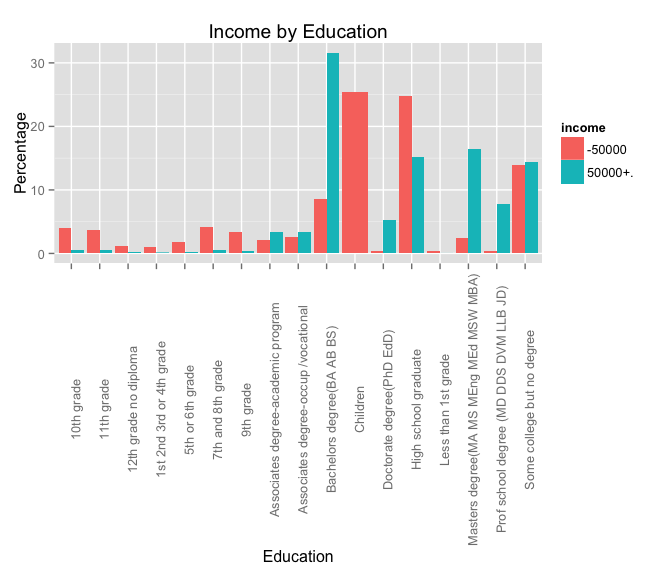 Income by Education
Percentage
30
20
10
0
income
-50000
50000+.
10th grade
11th grade
12th grade no diploma
1st 2nd 3rd or 4th grade
5th or 6th grade
7th and 8th grade
9th grade
Associates degree-academic program
Associates degree-occup /vocational
Bachelors degree(BA AB BS)
Children
Doctorate degree(PhD EdD)
High school graduate
Less than 1st grade
Masters degree(MA MS MEng MEd MSW MBA)
Prof school degree (MD DDS DVM LLB JD)
Some college but no degree
Education